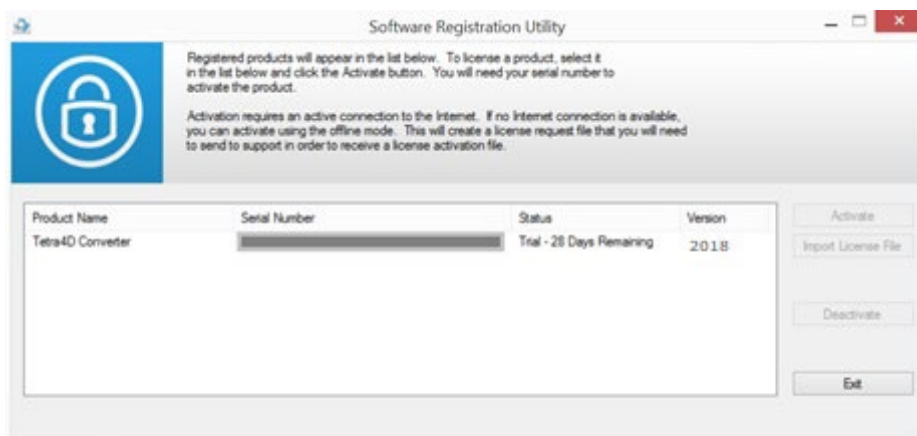 Software Registration Utility
Registered products will appear in the list below. To license a product, select it
in the list below and click the Activate button. You will need your serial number to
activate the product.
Activation requires an active connection to the Internet. If no Internet connection is available,
you can activate using the offline mode. This will create a license request file that you will need
to send to support in order to receive a license activation file.
Product Name Serial Number Status Version
Tetra4D Converter Trial - 28 Days Remaining 2018
Activate
Import License File
Deactivate
Exit